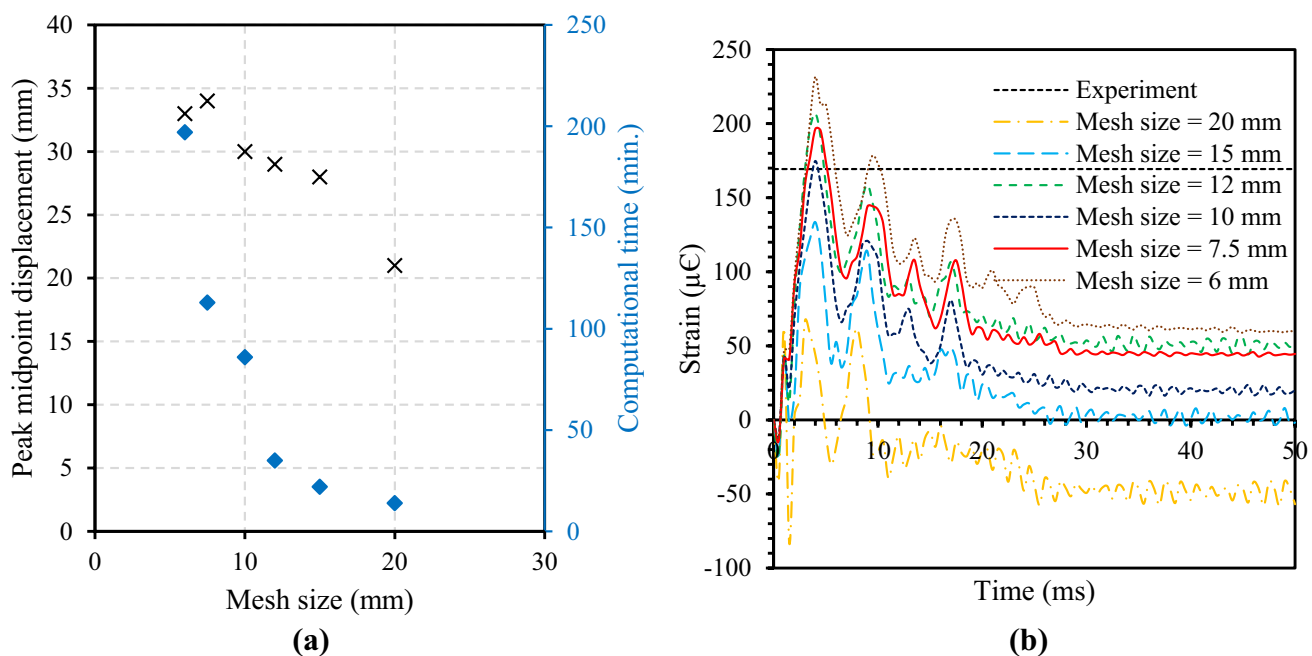 40
35
30
25
20
15
10
5
0
Peak midpoint displacement (mm)
250
200
150
100
50
0
Computational time (min.)
0 10 20 30
Mesh size (mm)
(a)
250
200
150
100
50
0
-50
-100
Strain (μЄ)
Experiment
Mesh size = 20 mm
Mesh size = 15 mm
Mesh size = 12 mm
Mesh size = 10 mm
Mesh size = 7.5 mm
Mesh size = 6 mm
0 10 20 30 40 50
Time (ms)
(b)